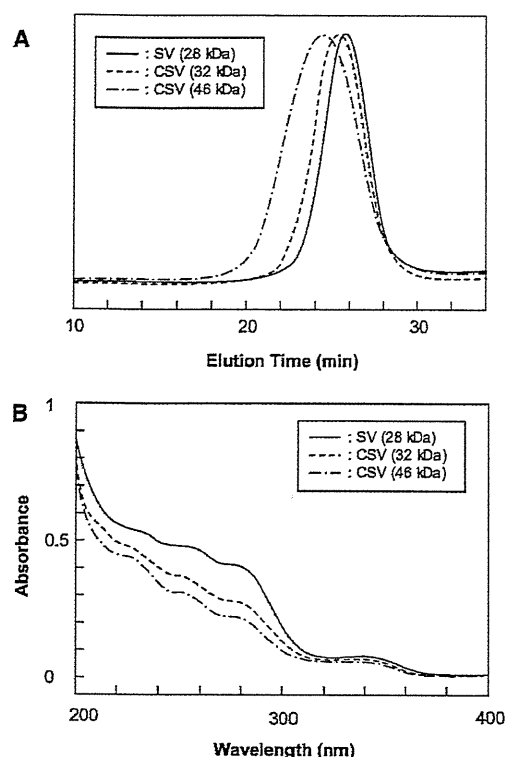 A
: SV (28 kDa)
: CSV (32 kDa)
: CSV (46 kDa)
10
20
30
Elution Time (min)
B
1
: SV (28 kDa)
: CSV (32 kDa)
: CSV (46 kDa)
Absorbance
0.5
0
200
300
400
Wavelength (nm)